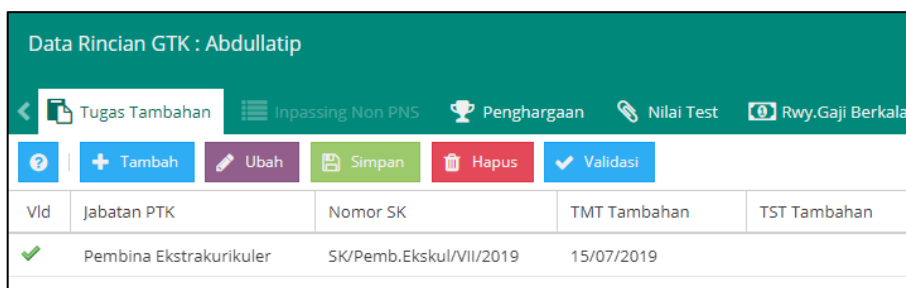 Data Rincian GTK : Abdullatip
Tugas Tambahan Inpassing Non PNS Penghargaan Nilai Test Rwy.Gaji Berkala
Tambah Ubah Simpan Hapus Validasi
Vld Jabatan PTK Nomor SK TMT Tambahan TST Tambahan
Pembina Ekstrakurikuler SK/Pemb.Ekskul/VII/2019 15/07/2019